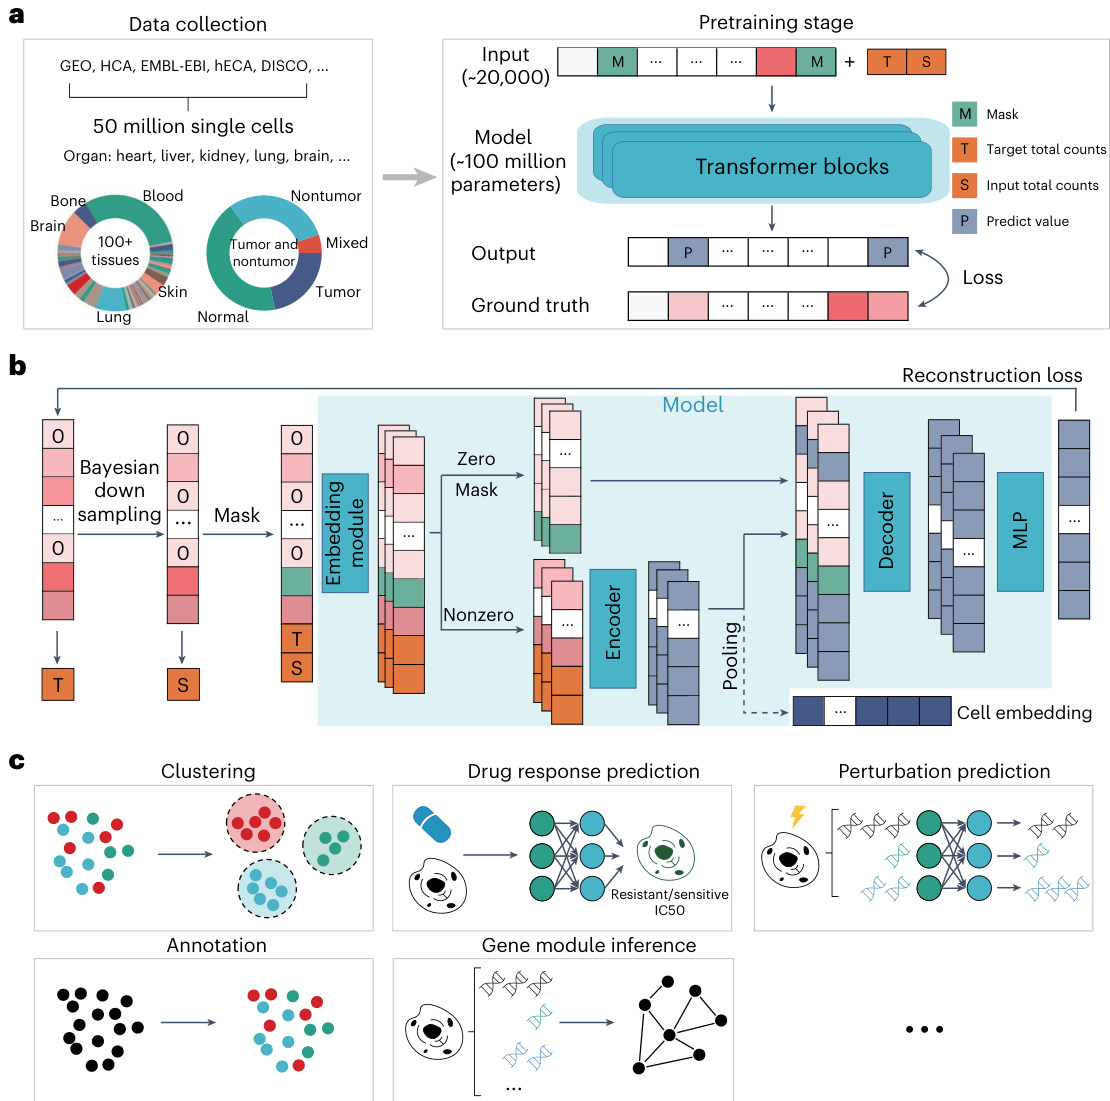 a
Data collection
GEO, HCA, EMBL-EBI, hECA, DISCO, ...
50 million single cells
Organ: heart, liver, kidney, lung, brain, ...
Bone
Blood
Brain
100+
tissues
Skin
Lung
Nontumor
Tumor and
nontumor
Mixed
Tumor
Normal
Pretraining stage
Input
(~20,000)
M ... ... ... M + T S
Model
(~100 million
parameters)
Transformer blocks
M Mask
T Target total counts
S Input total counts
P Predict value
Output
P ... ... ... P
Loss
Ground truth
... ... ...
b
Reconstruction loss
Model
0
...
0
T
Bayesian
down
sampling
0
0
...
0
S
Mask
0
0
...
0
T
S
Embedding
module
...
Zero
Mask
...
Nonzero
...
Encoder
...
Pooling
...
Decoder
...
MLP
...
...
Cell embedding
c
Clustering
Drug response prediction
Resistant/sensitive
IC50
Perturbation prediction
Annotation
Gene module inference
...
...